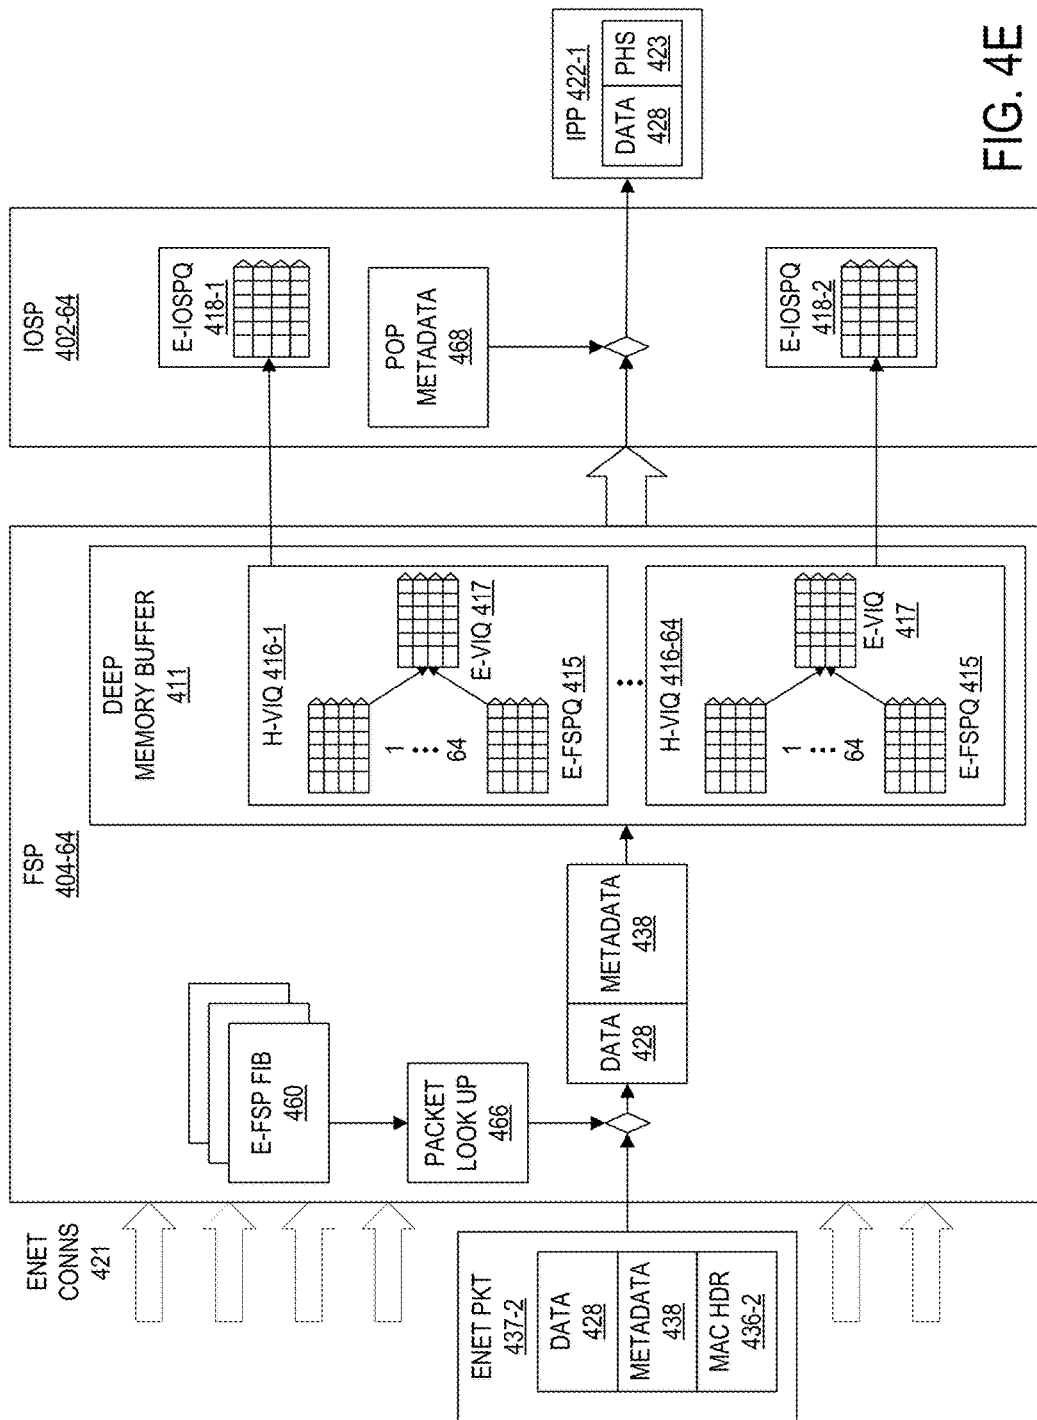 ENET
CONNS
421
ENET PKT
437-2
DATA
428
METADATA
438
MAC HDR
436-2
FSP
404-64
E-FSP FIB
460
PACKET
LOOK UP
466
DATA
428
METADATA
438
DEEP
MEMORY BUFFER
411
H-VIQ 416-1
1
64
E-VIQ 417
E-FSPQ 415
H-VIQ 416-64
1
64
E-VIQ
417
E-FSPQ 415
IOSP
402-64
E-IOSPQ
418-1
POP
METADATA
468
E-IOSPQ
418-2
IPP 422-1
DATA
428
PHS
423
FIG. 4E